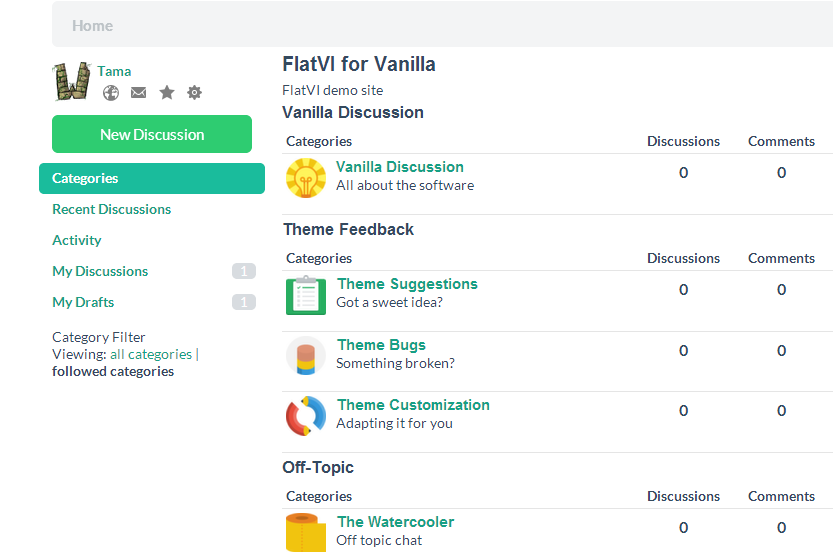 Home
Tama
New Discussion
Categories
Recent Discussions
Activity
My Discussions 1
My Drafts 1
Category Filter
Viewing: all categories |
followed categories
FlatVI for Vanilla
FlatVI demo site
Vanilla Discussion
Categories Discussions Comments
Vanilla Discussion 0 0
All about the software
Theme Feedback
Categories Discussions Comments
Theme Suggestions 0 0
Got a sweet idea?
Theme Bugs 0 0
Something broken?
Theme Customization 0 0
Adapting it for you
Off-Topic
Categories Discussions Comments
The Watercooler 0 0
Off topic chat